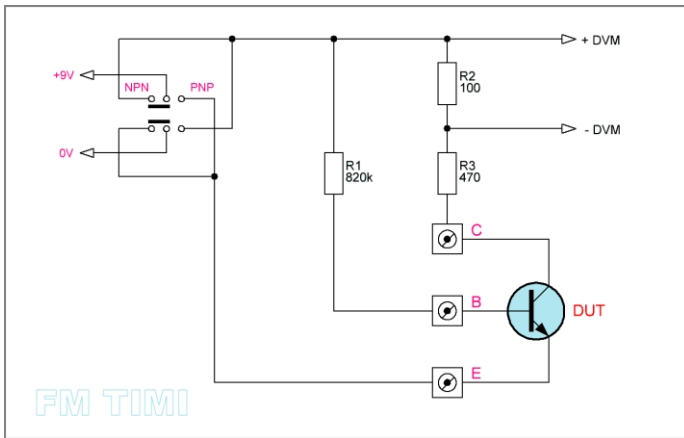 + DVM
+9V
NPN
PNP
R2
100
- DVM
0V
R1
820k
R3
470
C
B
DUT
E
FM TIMI